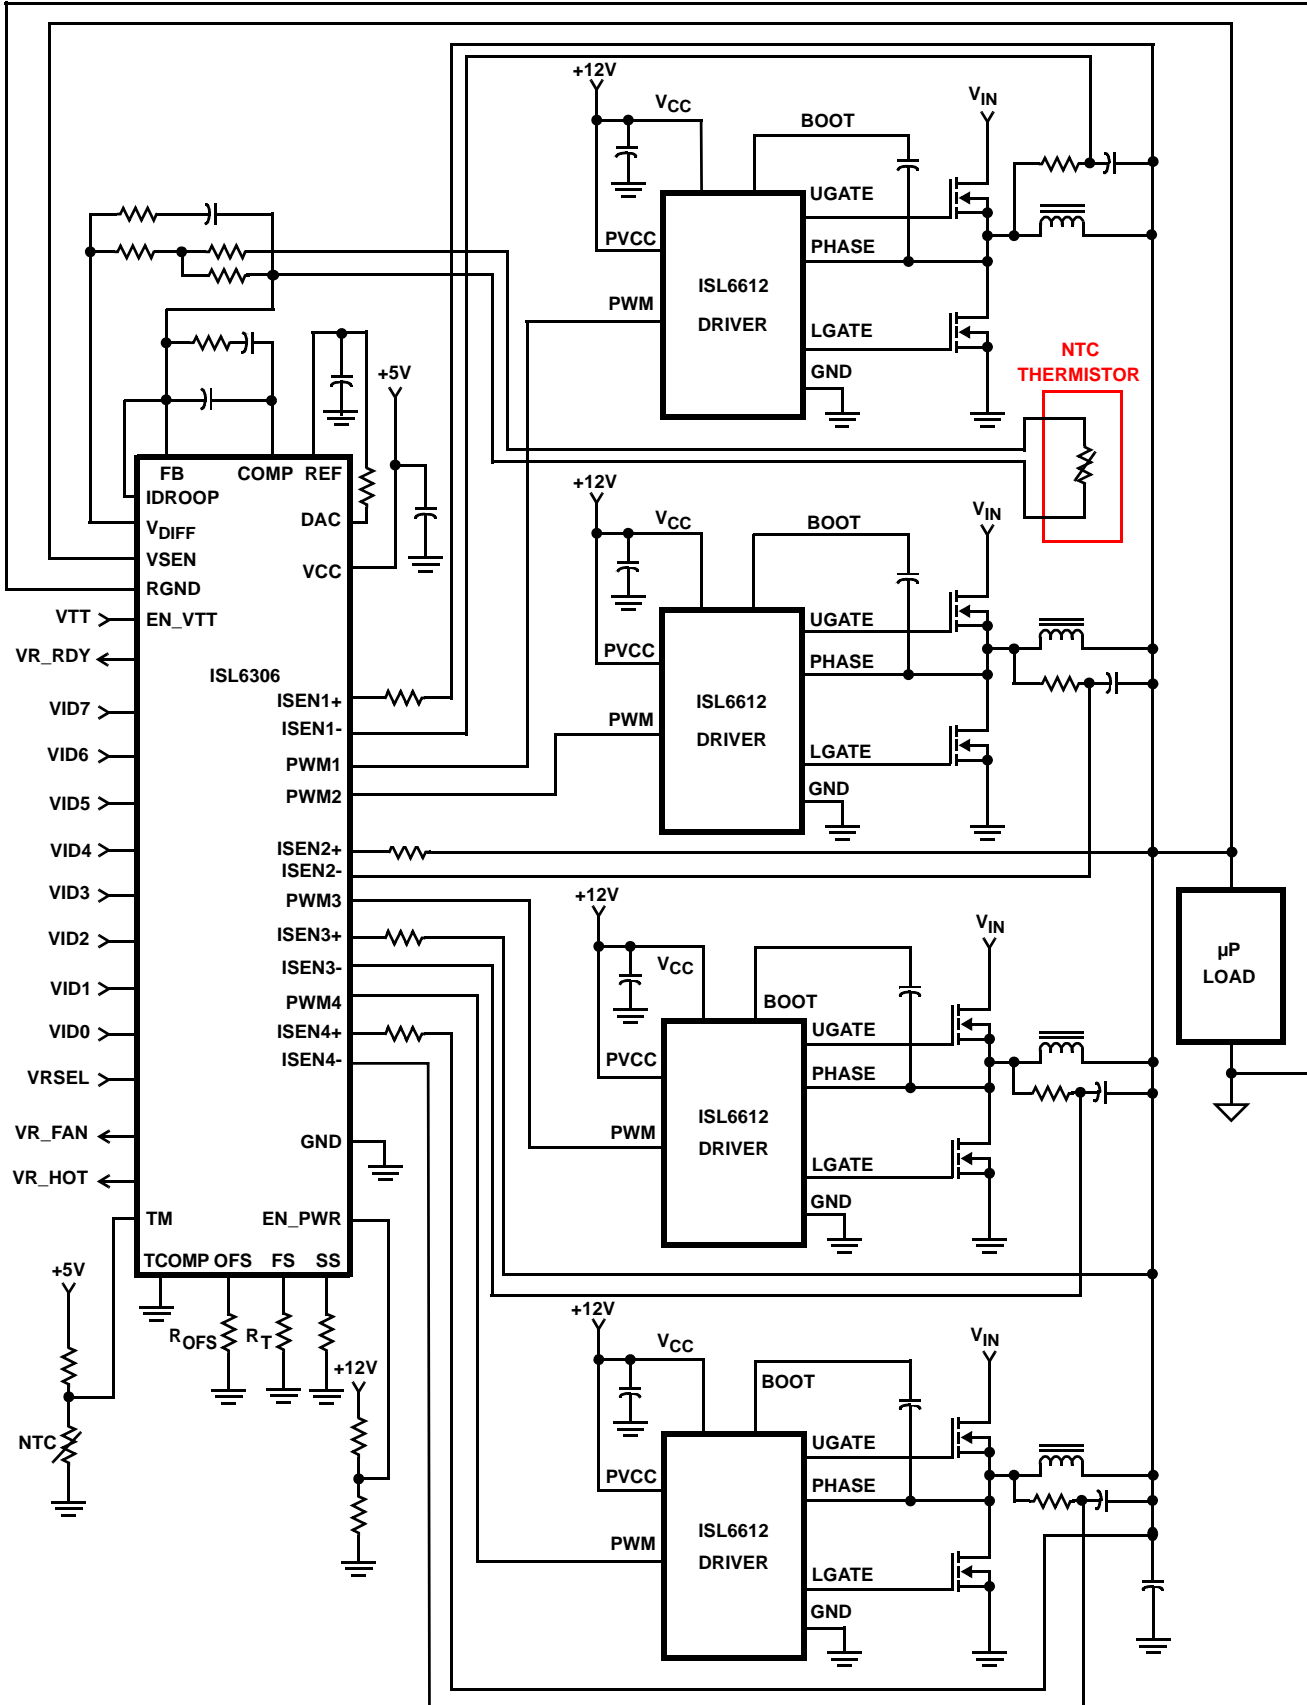 +12V
VCC
BOOT
VIN
UGATE
PVCC
PHASE
ISL6612
DRIVER
PWM
LGATE
GND
NTC
THERMISTOR
+5V
FB
COMP
REF
IDROOP
VDIFF
DAC
VSEN
VCC
RGND
VTT
EN_VTT
VR_RDY
ISL6306
ISEN1+
VID7
ISEN1-
VID6
PWM1
PWM2
VID5
VID4
ISEN2+
ISEN2-
VID3
PWM3
VID2
ISEN3+
ISEN3-
VID1
PWM4
VID0
ISEN4+
ISEN4-
VRSEL
VR_FAN
GND
VR_HOT
TM
EN_PWR
TCOMP
OFS
FS
SS
+5V
ROFS
RT
+12V
NTC
+12V
VCC
BOOT
VIN
UGATE
PVCC
PHASE
ISL6612
DRIVER
PWM
LGATE
GND
µP
LOAD
+12V
VCC
BOOT
VIN
UGATE
PVCC
PHASE
ISL6612
DRIVER
PWM
LGATE
GND
+12V
VCC
BOOT
VIN
UGATE
PVCC
PHASE
ISL6612
DRIVER
PWM
LGATE
GND